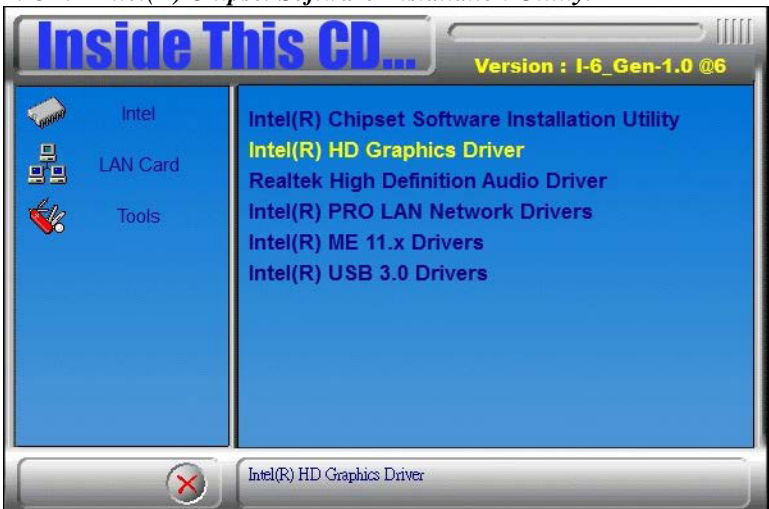 Inside This CD...
Version : I-6_Gen-1.0 @6
Intel
LAN Card
Tools
Intel(R) Chipset Software Installation Utility
Intel(R) HD Graphics Driver
Realtek High Definition Audio Driver
Intel(R) PRO LAN Network Drivers
Intel(R) ME 11.x Drivers
Intel(R) USB 3.0 Drivers
Intel(R) HD Graphics Driver